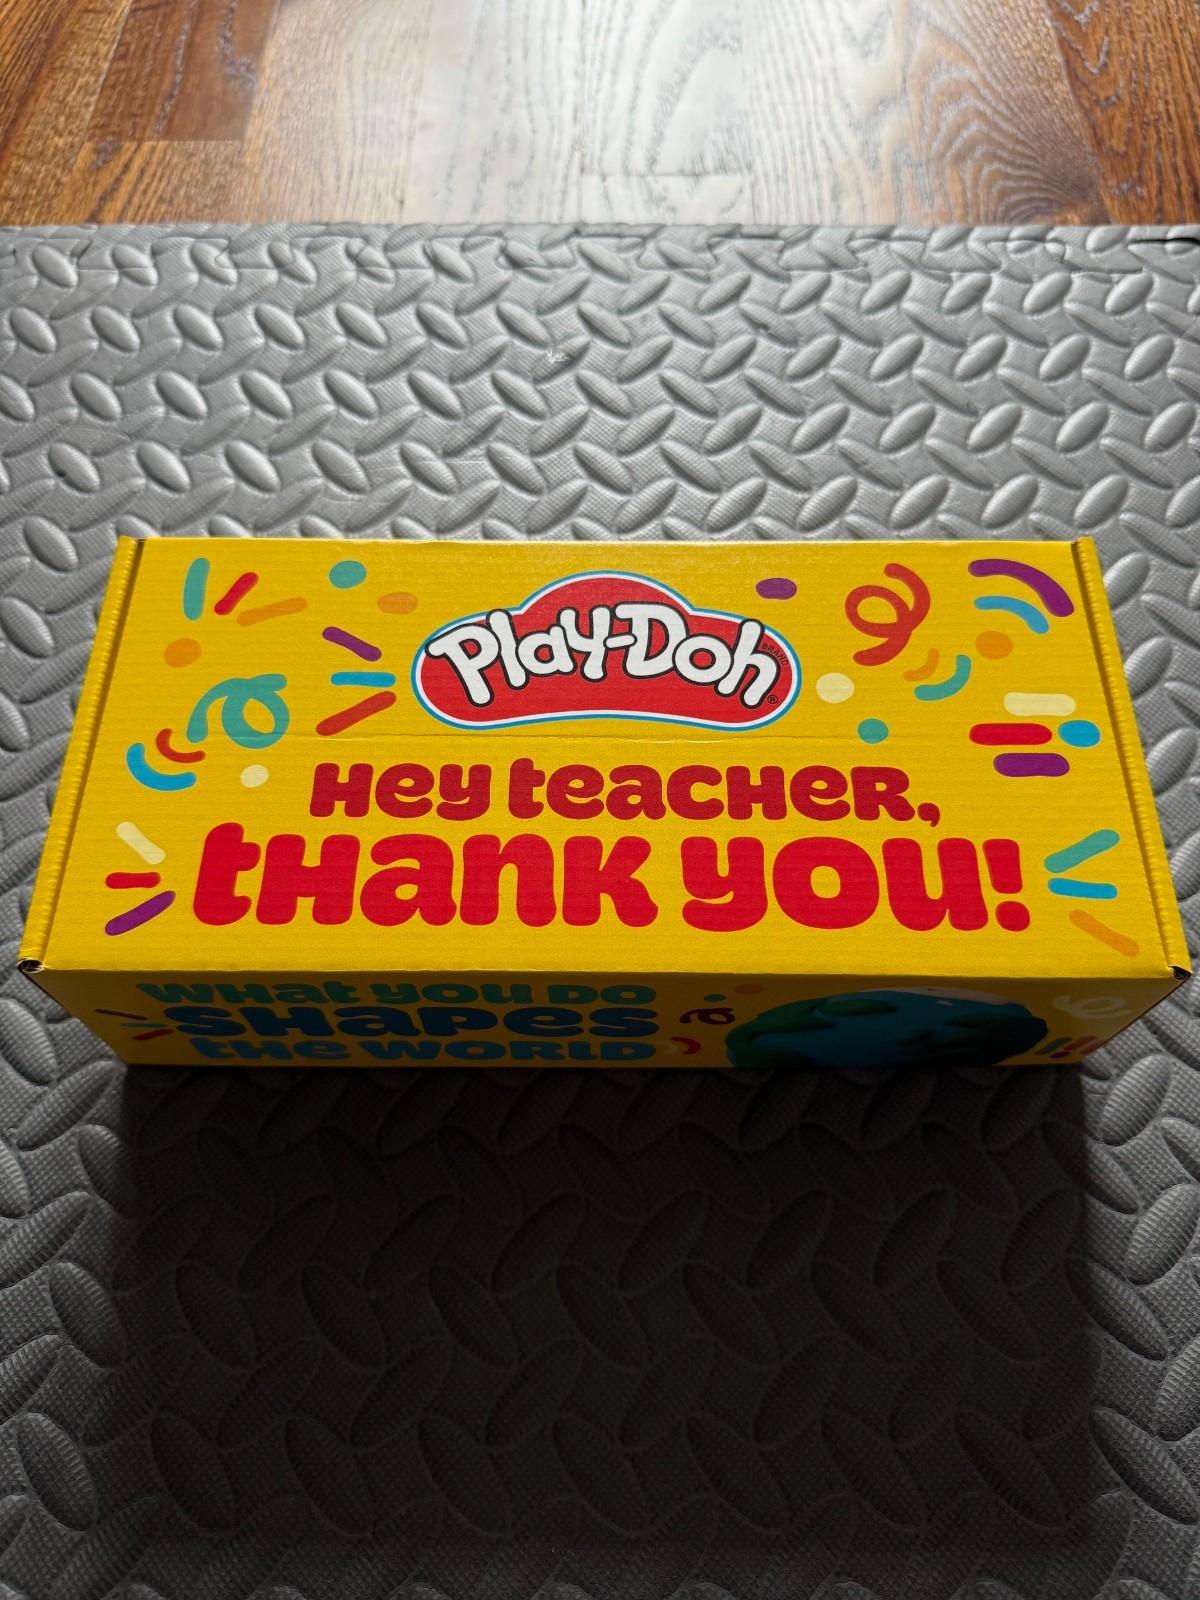 Play-Doh
BRAND
®
Hey teacHeR,
tHank you!
WHat you Do
SHaPes
tHe WORLD